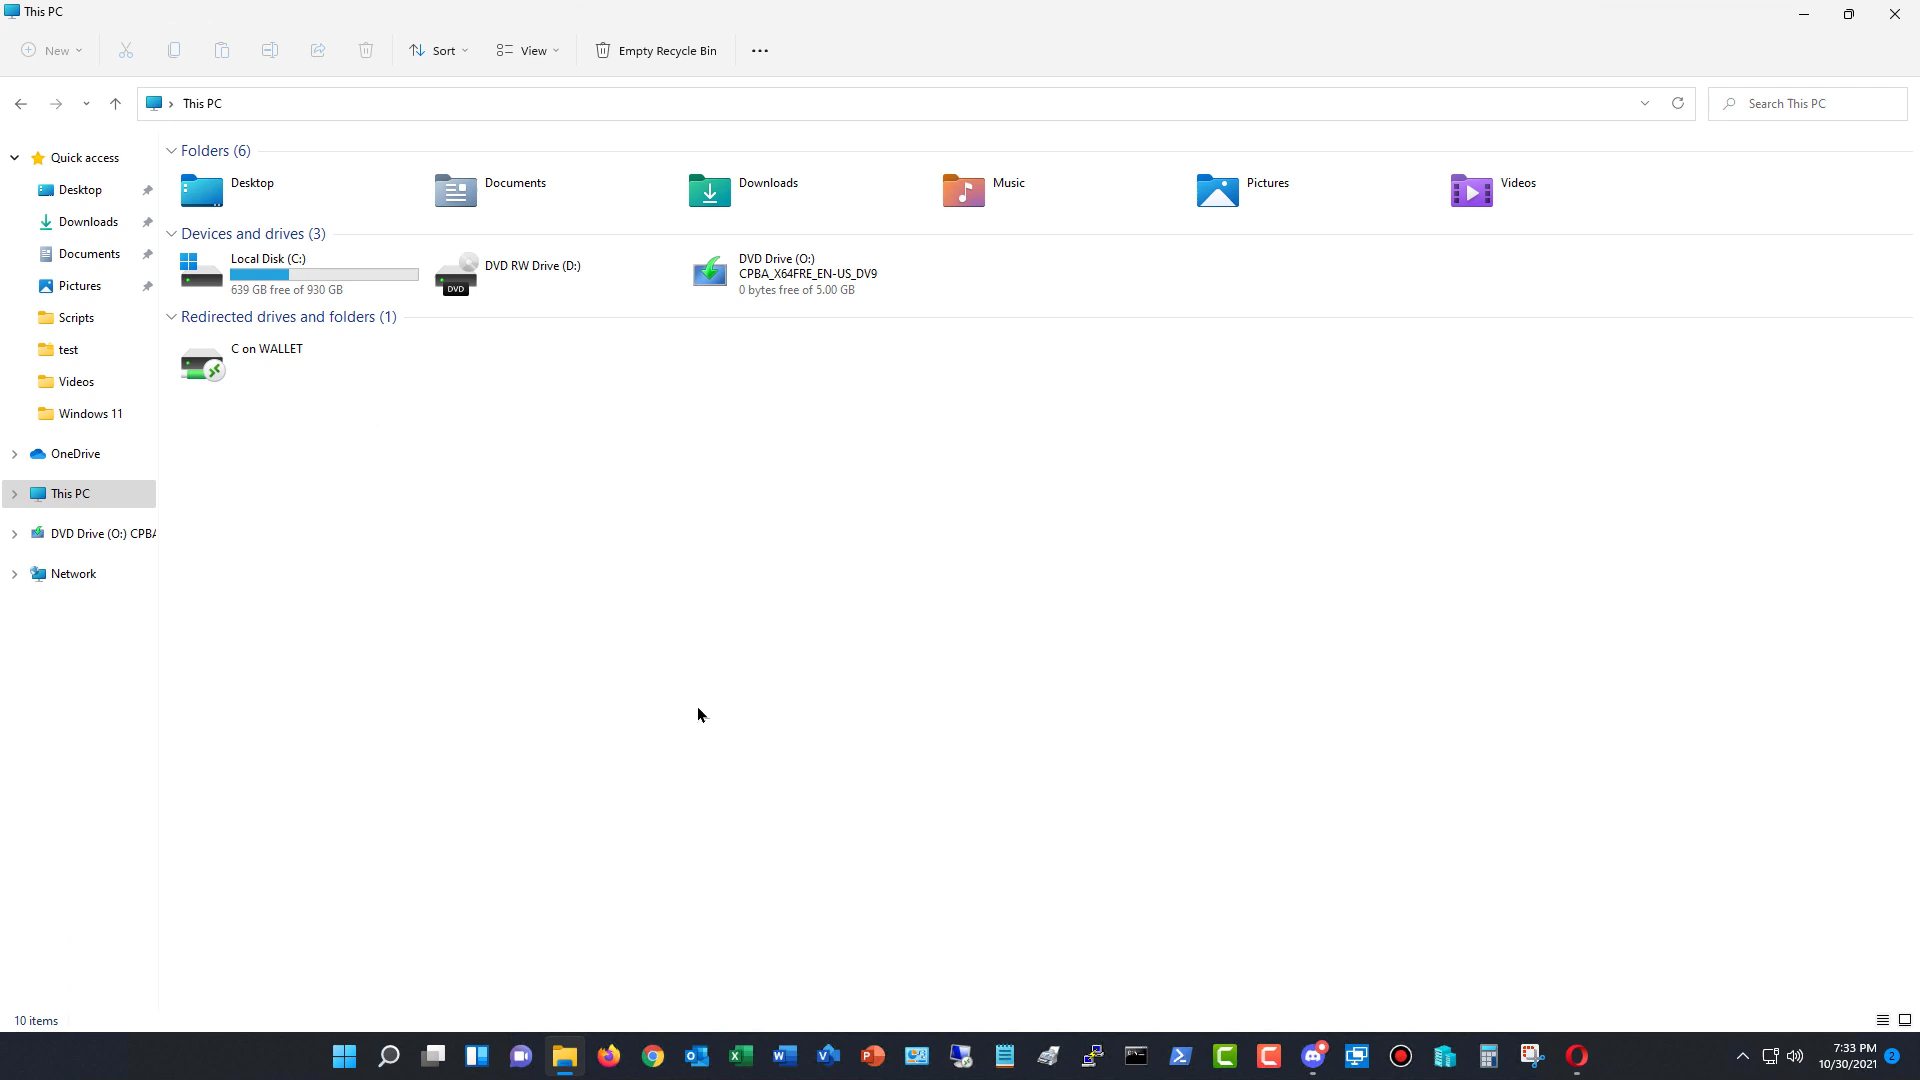 This PC
New
Sort
View
Empty Recycle Bin
This PC
Search This PC
Quick access
Desktop
Downloads
Documents
Pictures
Scripts
test
Videos
Windows 11
OneDrive
This PC
DVD Drive (O:) CPBA
Network
Folders (6)
Desktop
Documents
Downloads
Music
Pictures
Videos
Devices and drives (3)
Local Disk (C:)
639 GB free of 930 GB
DVD
DVD RW Drive (D:)
DVD Drive (O:)
CPBA_X64FRE_EN-US_DV9
0 bytes free of 5.00 GB
Redirected drives and folders (1)
C on WALLET
10 items
7:33 PM
10/30/2021
2